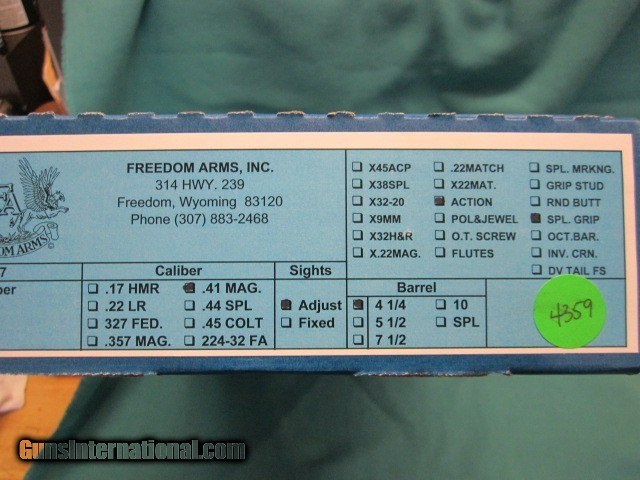 FREEDOM ARMS, INC.
314 HWY. 239
Freedom, Wyoming 83120
Phone (307) 883-2468
X45ACP .22MATCH SPL. MRKNG.
X38SPL X22MAT. GRIP STUD
X32-20 ACTION RND BUTT
X9MM POL&JEWEL SPL. GRIP
X32H&R O.T. SCREW OCT.BAR.
X.22MAG. FLUTES INV. CRN.
DV TAIL FS
7
Caliber Sights Barrel
.17 HMR .41 MAG.
.22 LR .44 SPL Adjust 4 1/4 10
327 FED. .45 COLT Fixed 5 1/2 SPL
.357 MAG. 224-32 FA 7 1/2
4359
GunsInternational.com